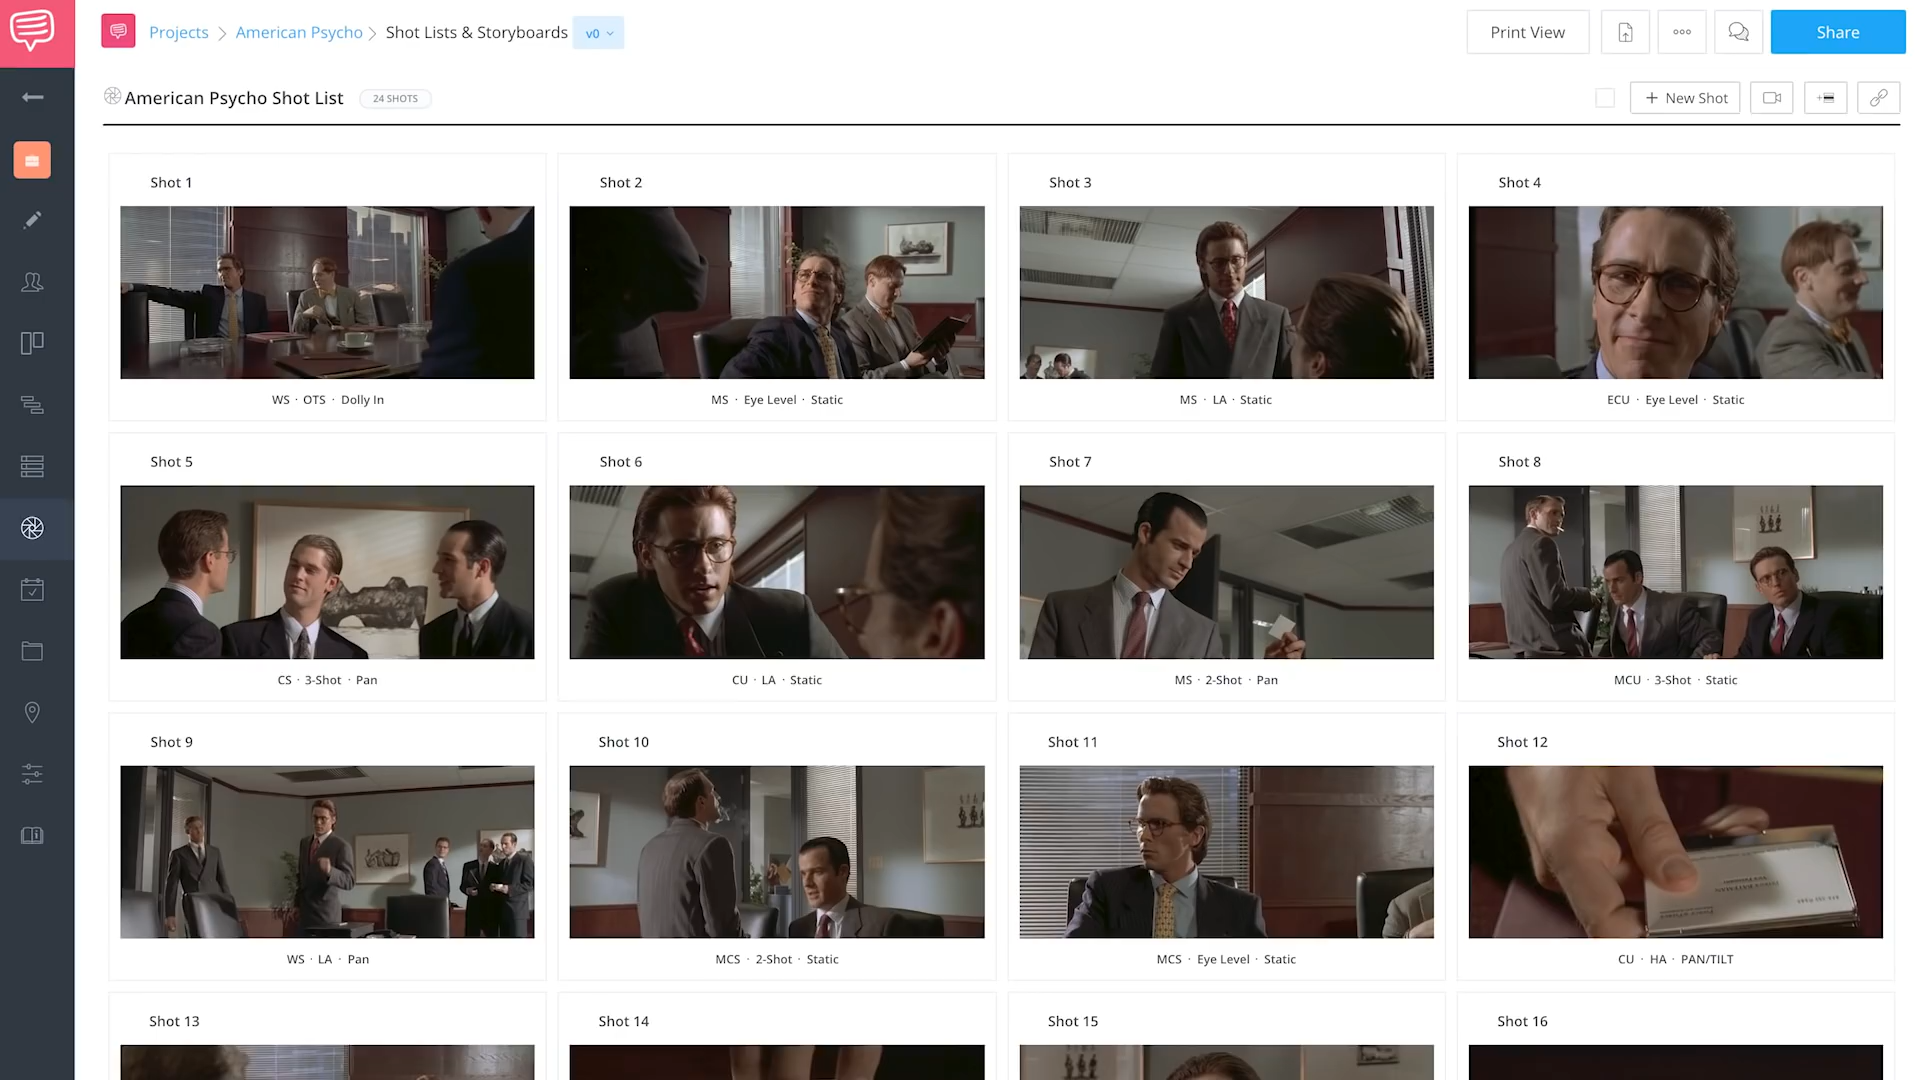 Projects > American Psycho > Shot Lists & Storyboards v0
Print View
Share
American Psycho Shot List
24 SHOTS
+ New Shot
Shot 1
Shot 2
Shot 3
Shot 4
WS · OTS · Dolly In
MS · Eye Level · Static
MS · LA · Static
ECU · Eye Level · Static
Shot 5
Shot 6
Shot 7
Shot 8
CS · 3-Shot · Pan
CU · LA · Static
MS · 2-Shot · Pan
MCU · 3-Shot · Static
Shot 9
Shot 10
Shot 11
Shot 12
WS · LA · Pan
MCS · 2-Shot · Static
MCS · Eye Level · Static
CU · HA · PAN/TILT
Shot 13
Shot 14
Shot 15
Shot 16